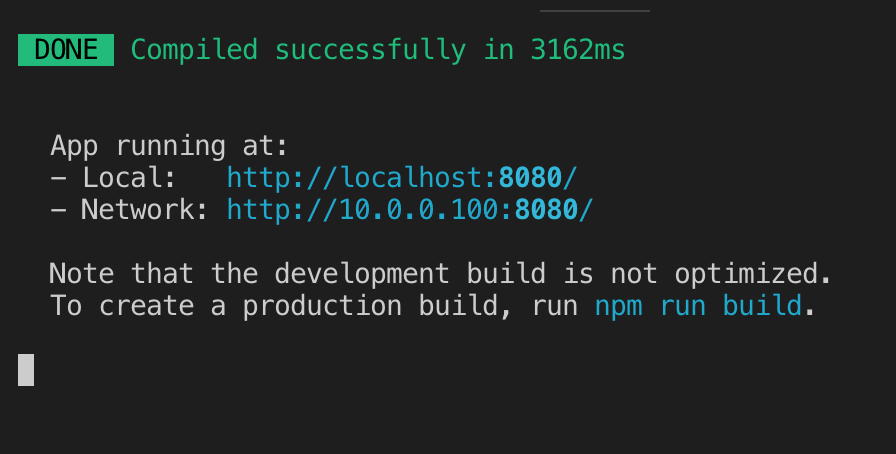 DONE Compiled successfully in 3162ms
App running at:
- Local: http://localhost:8080/
- Network: http://10.0.0.100:8080/
Note that the development build is not optimized.
To create a production build, run npm run build.